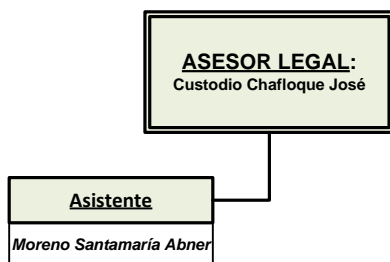 ASESOR LEGAL:
Custodio Chafloque José
Asistente
Moreno Santamaría Abner